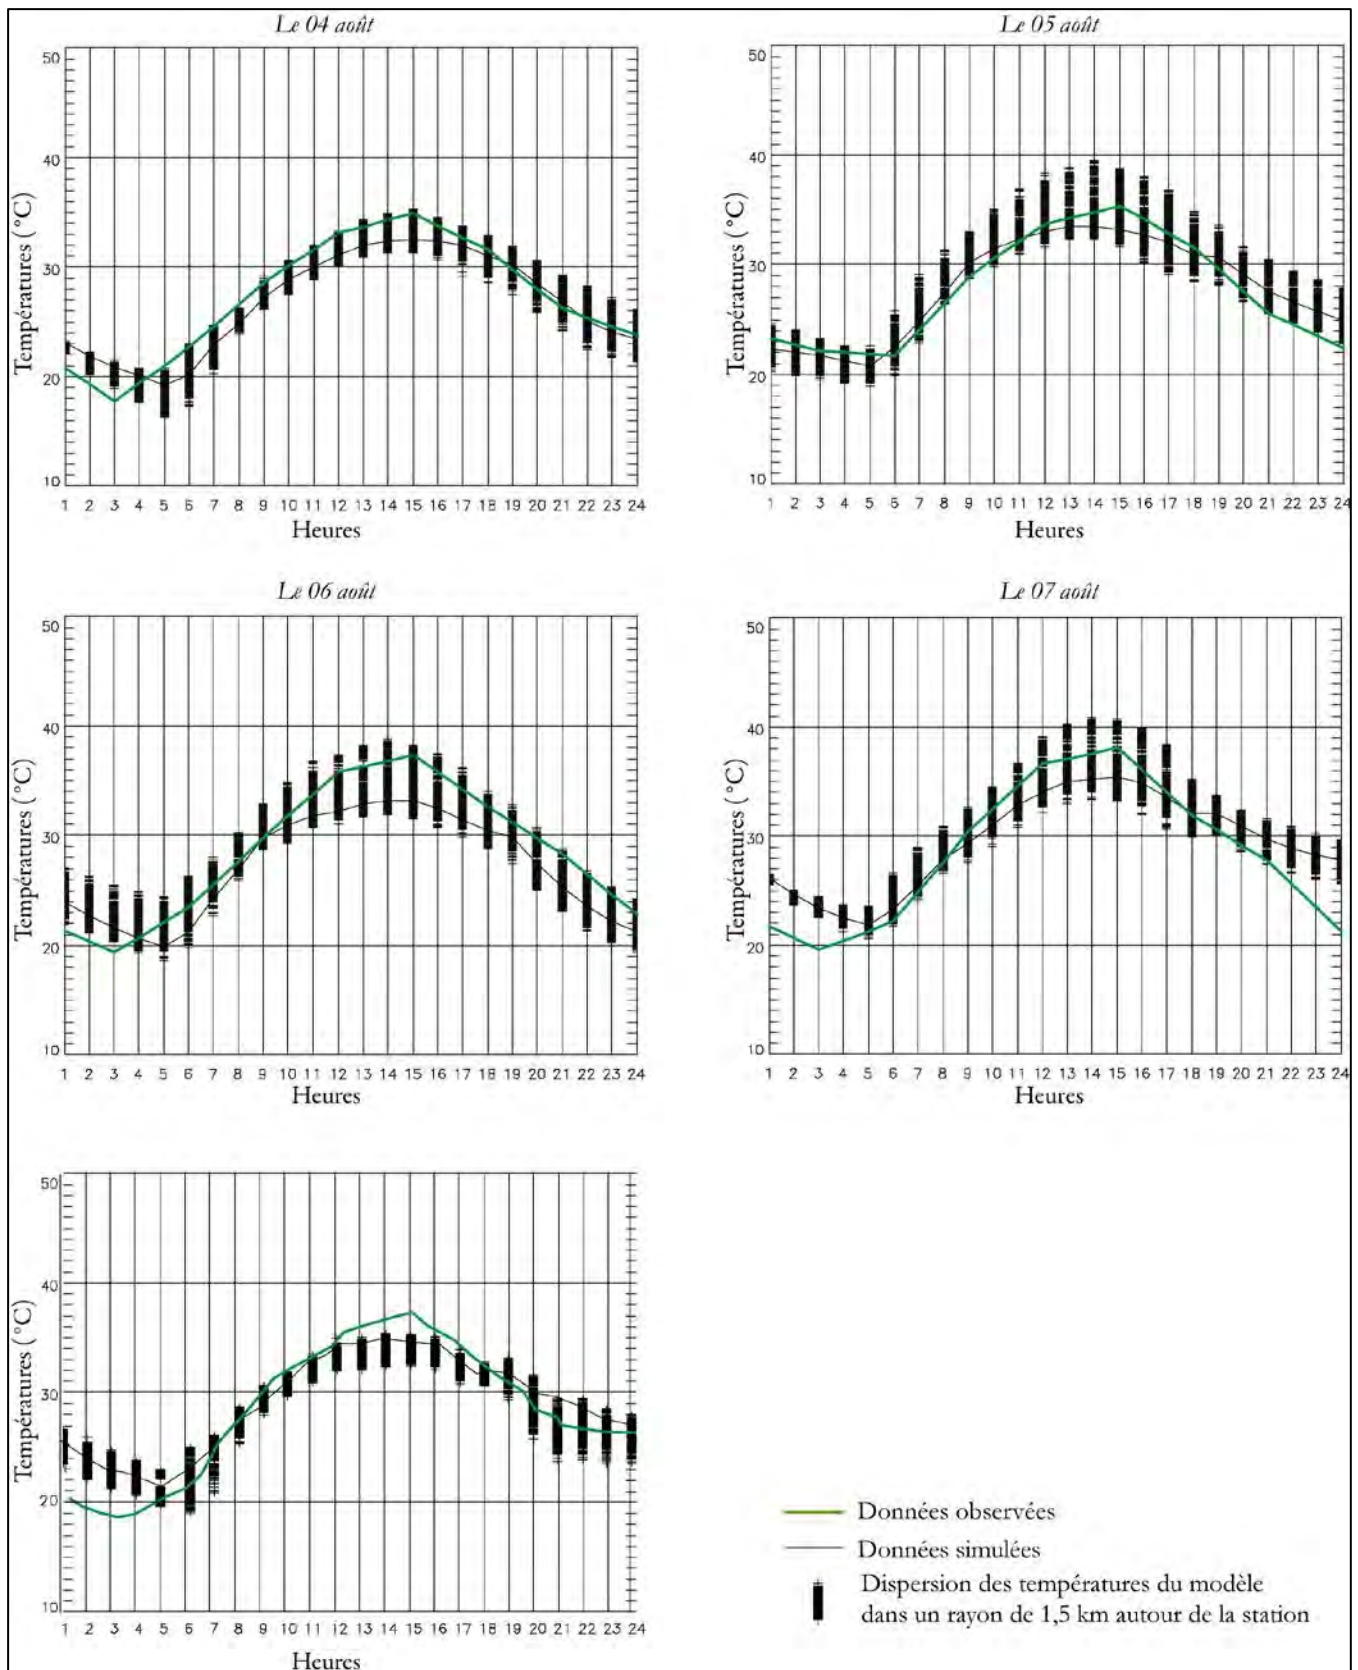 Le 04 août
Le 05 août
50
40
30
20
10
Températures (°C)
1 2 3 4 5 6 7 8 9 10 11 12 13 14 15 16 17 18 19 20 21 22 23 24
Heures
50
40
30
20
10
Températures (°C)
1 2 3 4 5 6 7 8 9 10 11 12 13 14 15 16 17 18 19 20 21 22 23 24
Heures
Le 06 août
Le 07 août
50
40
30
20
10
Températures (°C)
1 2 3 4 5 6 7 8 9 10 11 12 13 14 15 16 17 18 19 20 21 22 23 24
Heures
50
40
30
20
10
Températures (°C)
1 2 3 4 5 6 7 8 9 10 11 12 13 14 15 16 17 18 19 20 21 22 23 24
Heures
50
40
30
20
10
Températures (°C)
1 2 3 4 5 6 7 8 9 10 11 12 13 14 15 16 17 18 19 20 21 22 23 24
Heures
Données observées
Données simulées
Dispersion des températures du modèle
dans un rayon de 1,5 km autour de la station